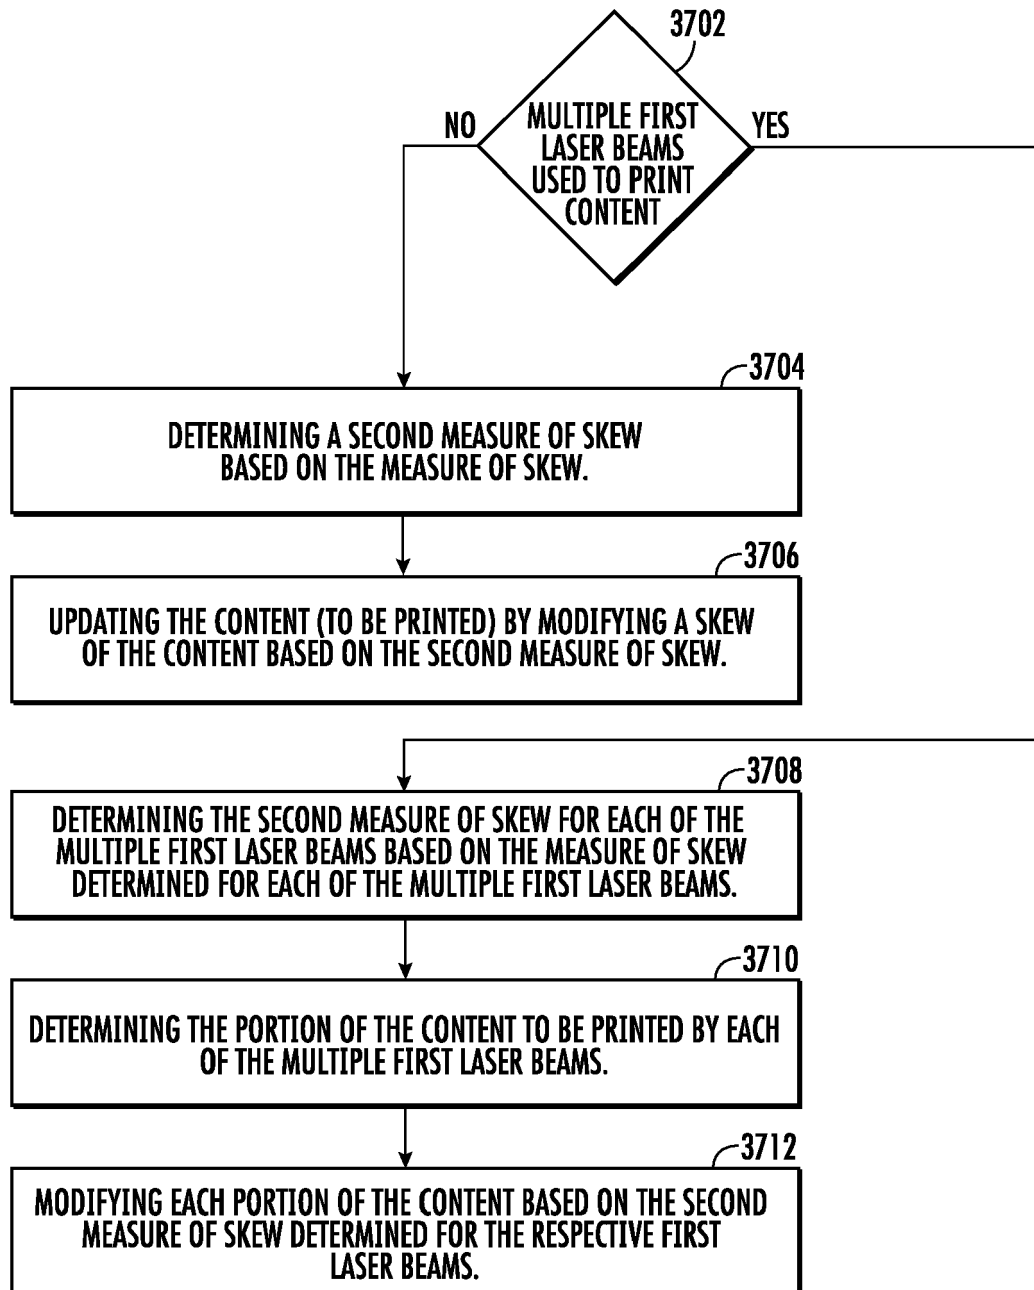 3702
MULTIPLE FIRST
LASER BEAMS
USED TO PRINT
CONTENT
NO
YES
3704
DETERMINING A SECOND MEASURE OF SKEW
BASED ON THE MEASURE OF SKEW.
3706
UPDATING THE CONTENT (TO BE PRINTED) BY MODIFYING A SKEW
OF THE CONTENT BASED ON THE SECOND MEASURE OF SKEW.
3708
DETERMINING THE SECOND MEASURE OF SKEW FOR EACH OF THE
MULTIPLE FIRST LASER BEAMS BASED ON THE MEASURE OF SKEW
DETERMINED FOR EACH OF THE MULTIPLE FIRST LASER BEAMS.
3710
DETERMINING THE PORTION OF THE CONTENT TO BE PRINTED BY EACH
OF THE MULTIPLE FIRST LASER BEAMS.
3712
MODIFYING EACH PORTION OF THE CONTENT BASED ON THE SECOND
MEASURE OF SKEW DETERMINED FOR THE RESPECTIVE FIRST
LASER BEAMS.